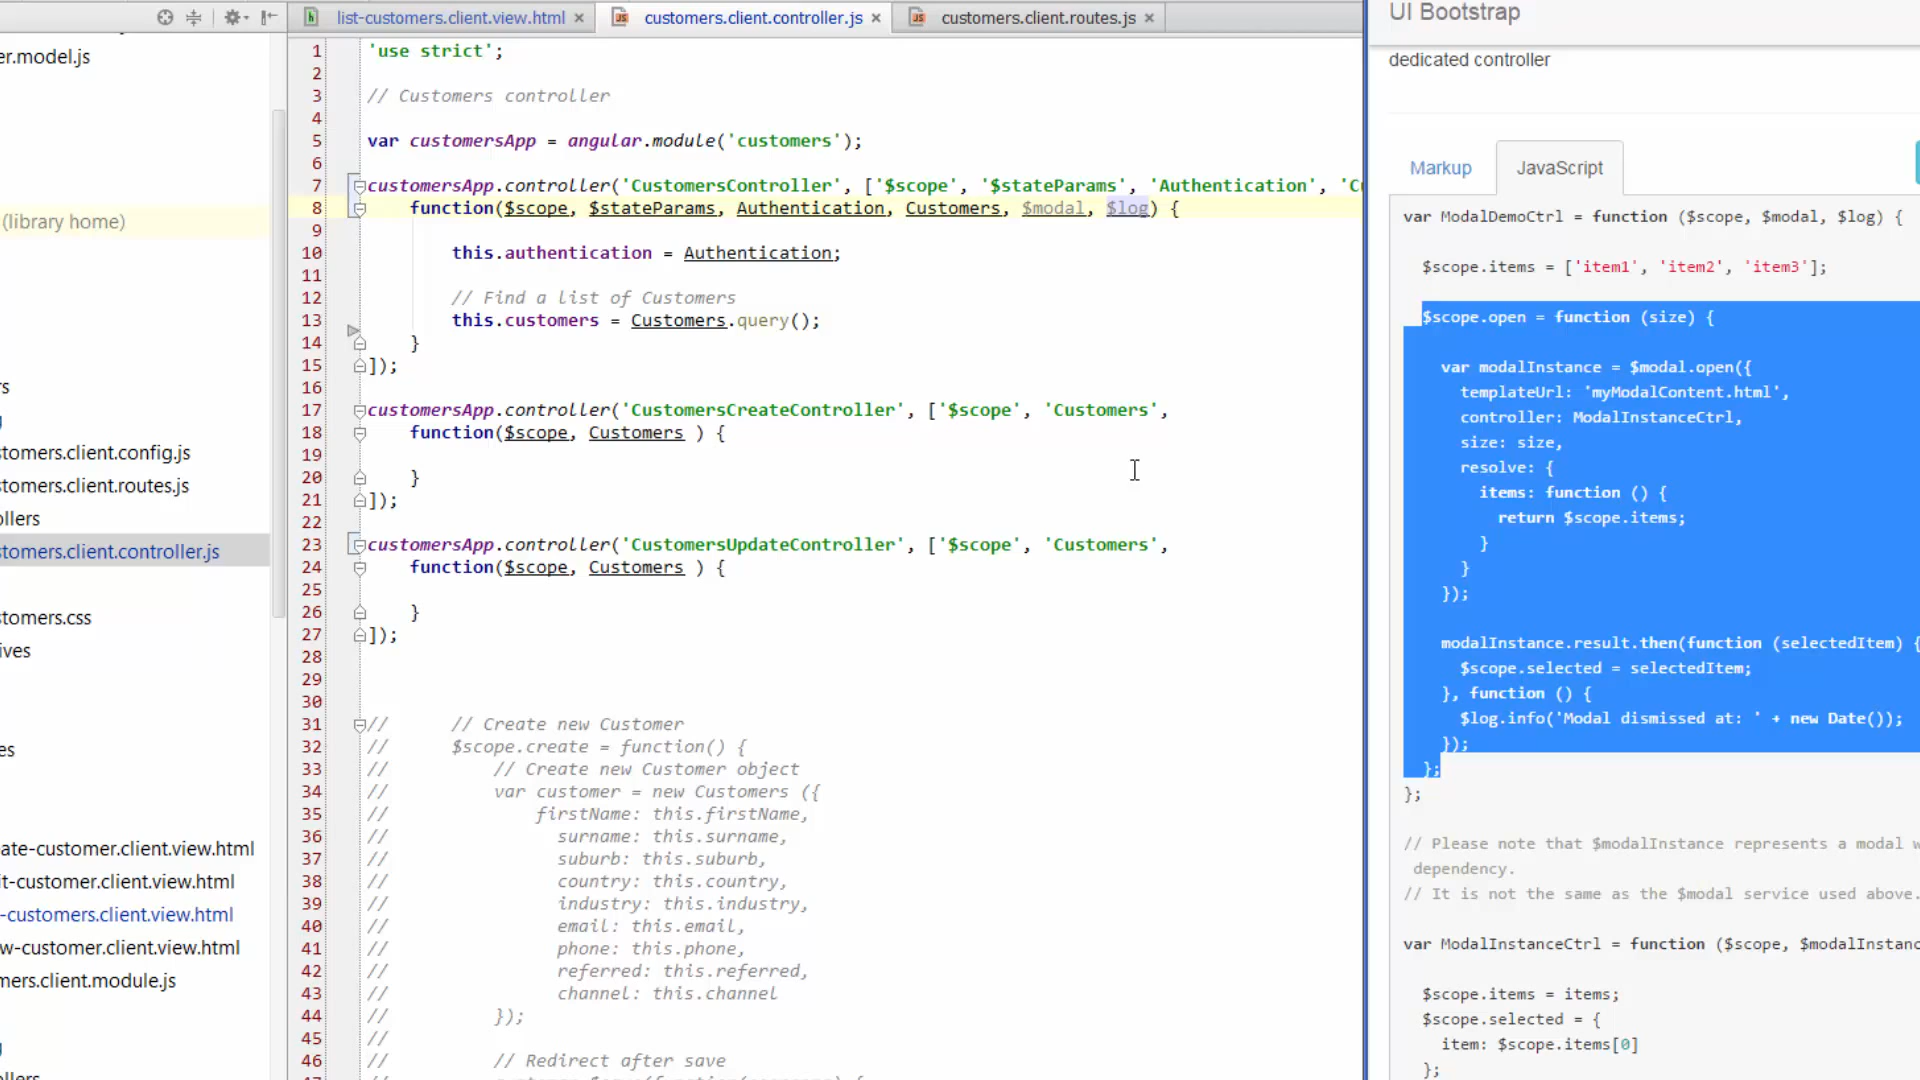 list-customers.client.view.html
customers.client.controller.js
customers.client.routes.js
er.model.js
(library home)
rs
tomers.client.config.js
tomers.client.routes.js
ollers
tomers.client.controller.js
tomers.css
ives
es
ate-customer.client.view.html
it-customer.client.view.html
-customers.client.view.html
w-customer.client.view.html
mers.client.module.js
1 'use strict';
2
3 // Customers controller
4
5 var customersApp = angular.module('customers');
6
7 customersApp.controller('CustomersController', ['$scope', '$stateParams', 'Authentication', 'C
8 function($scope, $stateParams, Authentication, Customers, $modal, $log) {
9
10 this.authentication = Authentication;
11
12 // Find a list of Customers
13 this.customers = Customers.query();
14 }
15 ]);
16
17 customersApp.controller('CustomersCreateController', ['$scope', 'Customers',
18 function($scope, Customers ) {
19
20 }
21 ]);
22
23 customersApp.controller('CustomersUpdateController', ['$scope', 'Customers',
24 function($scope, Customers ) {
25
26 }
27 ]);
28
29
30
31 // // Create new Customer
32 // $scope.create = function() {
33 // // Create new Customer object
34 // var customer = new Customers ({
35 // firstName: this.firstName,
36 // surname: this.surname,
37 // suburb: this.suburb,
38 // country: this.country,
39 // industry: this.industry,
40 // email: this.email,
41 // phone: this.phone,
42 // referred: this.referred,
43 // channel: this.channel
44 // });
45 //
46 // // Redirect after save
UI Bootstrap
dedicated controller
Markup
JavaScript
var ModalDemoCtrl = function ($scope, $modal, $log) {
$scope.items = ['item1', 'item2', 'item3'];
$scope.open = function (size) {
var modalInstance = $modal.open({
templateUrl: 'myModalContent.html',
controller: ModalInstanceCtrl,
size: size,
resolve: {
items: function () {
return $scope.items;
}
}
});
modalInstance.result.then(function (selectedItem) {
$scope.selected = selectedItem;
}, function () {
$log.info('Modal dismissed at: ' + new Date());
});
};
};
// Please note that $modalInstance represents a modal w
dependency.
// It is not the same as the $modal service used above.
var ModalInstanceCtrl = function ($scope, $modalInstanc
$scope.items = items;
$scope.selected = {
item: $scope.items[0]
};